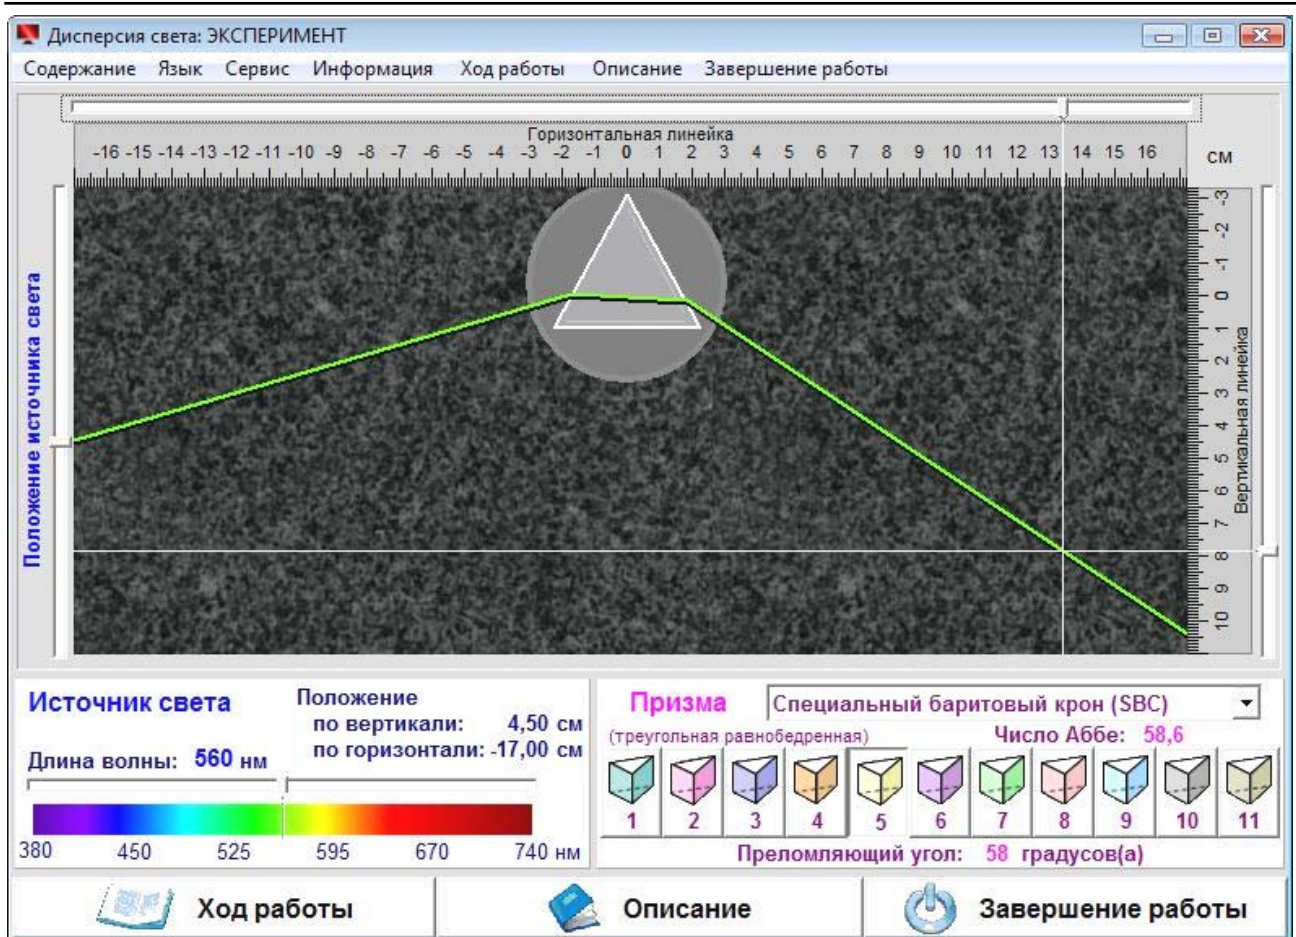 Дисперсия света: ЭКСПЕРИМЕНТ
Содержание Язык Сервис Информация Ход работы Описание Завершение работы
Горизонтальная линейка
-16 -15 -14 -13 -12 -11 -10 -9 -8 -7 -6 -5 -4 -3 -2 -1 0 1 2 3 4 5 6 7 8 9 10 11 12 13 14 15 16 см
Положение источника света
-3 -2 -1 0 1 2 3 4 5 6 7 8 9 10
Вертикальная линейка
Источник света
Положение
по вертикали: 4,50 см
по горизонтали: -17,00 см
Длина волны: 560 нм
380 450 525 595 670 740 нм
Призма Специальный баритовый крон (SBC)
(треугольная равнобедренная) Число Аббе: 58,6
1 2 3 4 5 6 7 8 9 10 11
Преломляющий угол: 58 градусов(а)
Ход работы Описание Завершение работы